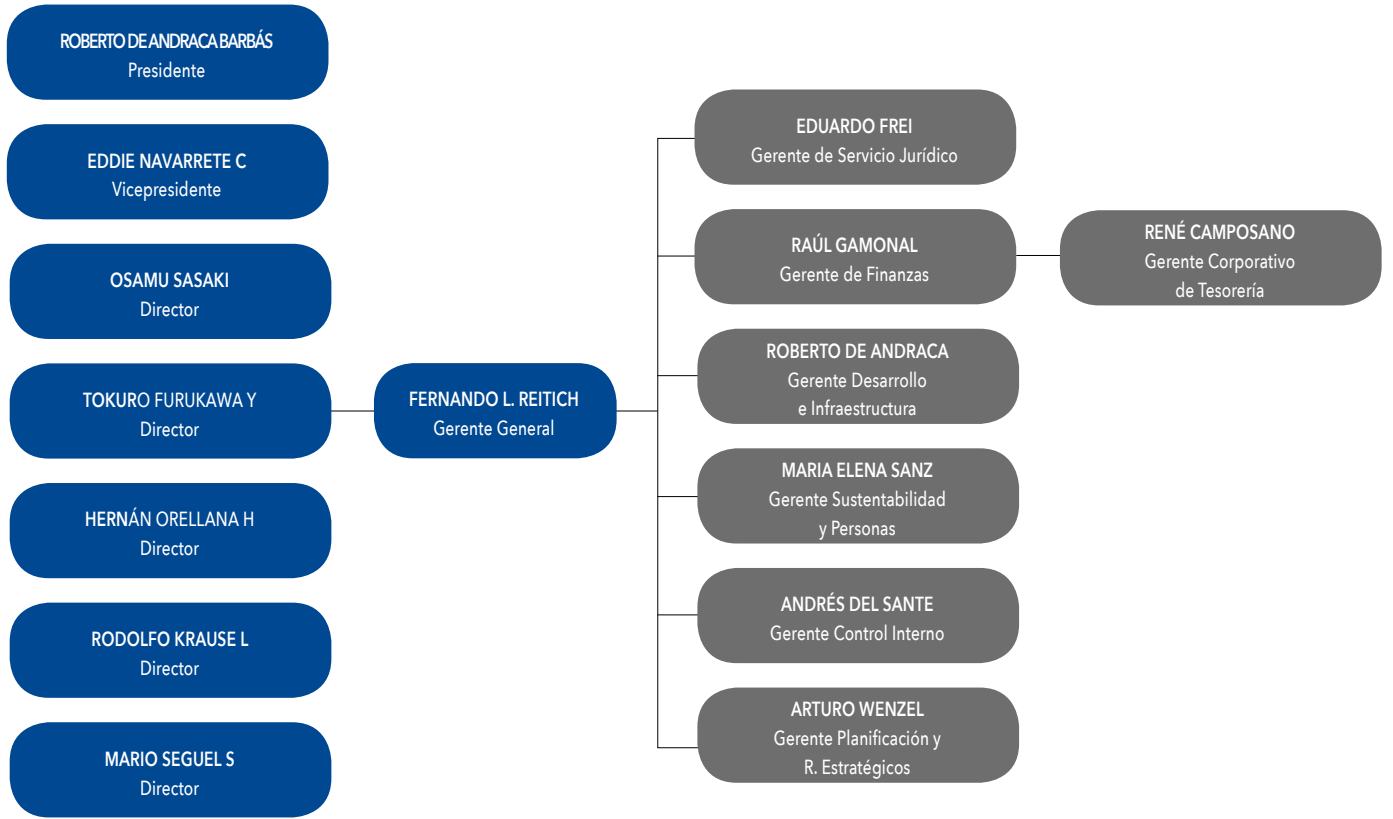 ROBERTO DE ANDRACA BARBÁS
Presidente
EDDIE NAVARRETE C
Vicepresidente
OSAMU SASAKI
Director
TOKURO FURUKAWA Y
Director
HERNÁN ORELLANA H
Director
RODOLFO KRAUSE L
Director
MARIO SEGUEL S
Director
FERNANDO L. REITICH
Gerente General
EDUARDO FREI
Gerente de Servicio Jurídico
RAÚL GAMONAL
Gerente de Finanzas
ROBERTO DE ANDRACA
Gerente Desarrollo
e Infraestructura
MARIA ELENA SANZ
Gerente Sustentabilidad
y Personas
ANDRÉS DEL SANTE
Gerente Control Interno
ARTURO WENZEL
Gerente Planificación y
R. Estratégicos
RENÉ CAMPOSANO
Gerente Corporativo
de Tesorería